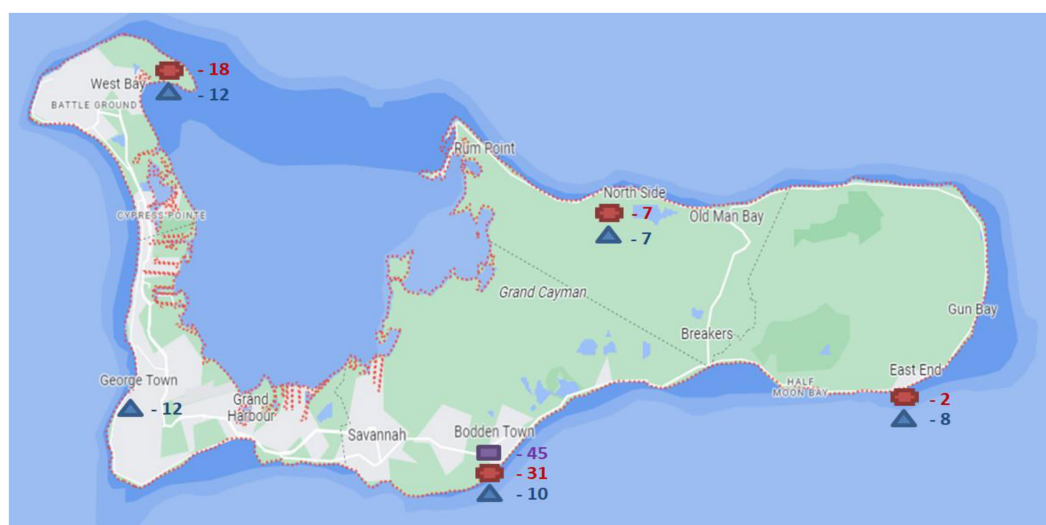 West Bay
BATTLE GROUND
- 18
- 12
Rum Point
CYPRESS POINTE
North Side
Old Man Bay
- 7
- 7
Grand Cayman
Gun Bay
Breakers
George Town
- 12
Grand
Harbour
HALF
MOON BAY
East End
- 2
- 8
Savannah
Bodden Town
- 45
- 31
- 10